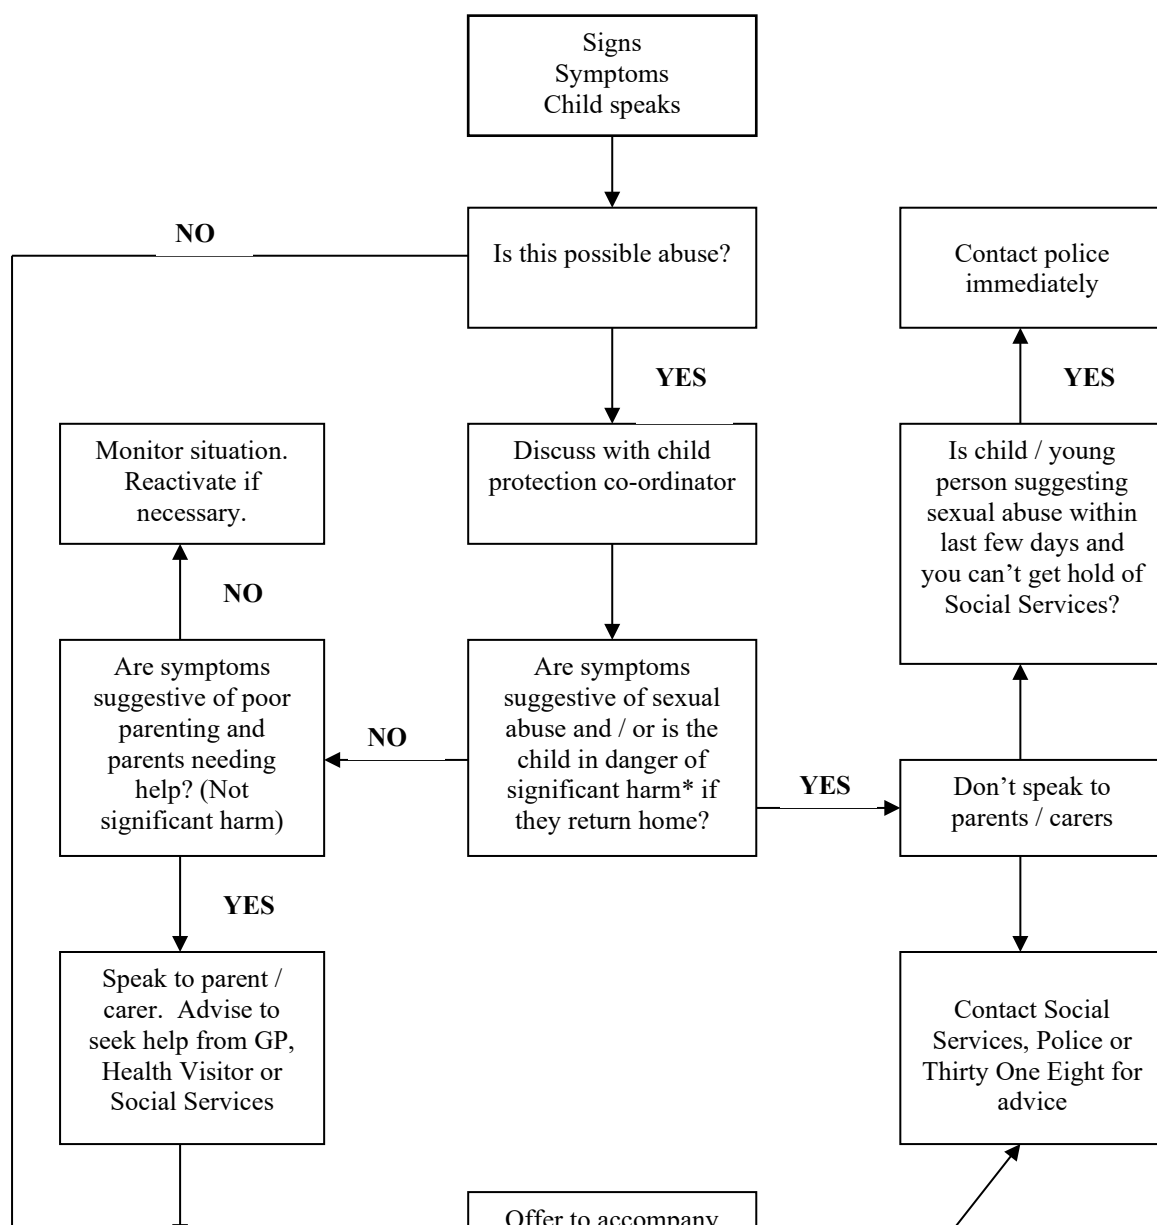 Signs
Symptoms
Child speaks
NO
Is this possible abuse?
Contact police
immediately
YES
YES
Monitor situation.
Reactivate if
necessary.
Discuss with child
protection co-ordinator
Is child / young
person suggesting
sexual abuse within
last few days and
you can’t get hold of
Social Services?
NO
Are symptoms
suggestive of poor
parenting and
parents needing
help? (Not
significant harm)
NO
Are symptoms
suggestive of sexual
abuse and / or is the
child in danger of
significant harm* if
they return home?
YES
Don’t speak to
parents / carers
YES
Speak to parent /
carer. Advise to
seek help from GP,
Health Visitor or
Social Services
Contact Social
Services, Police or
Thirty One Eight for
advice
Offer to accompany